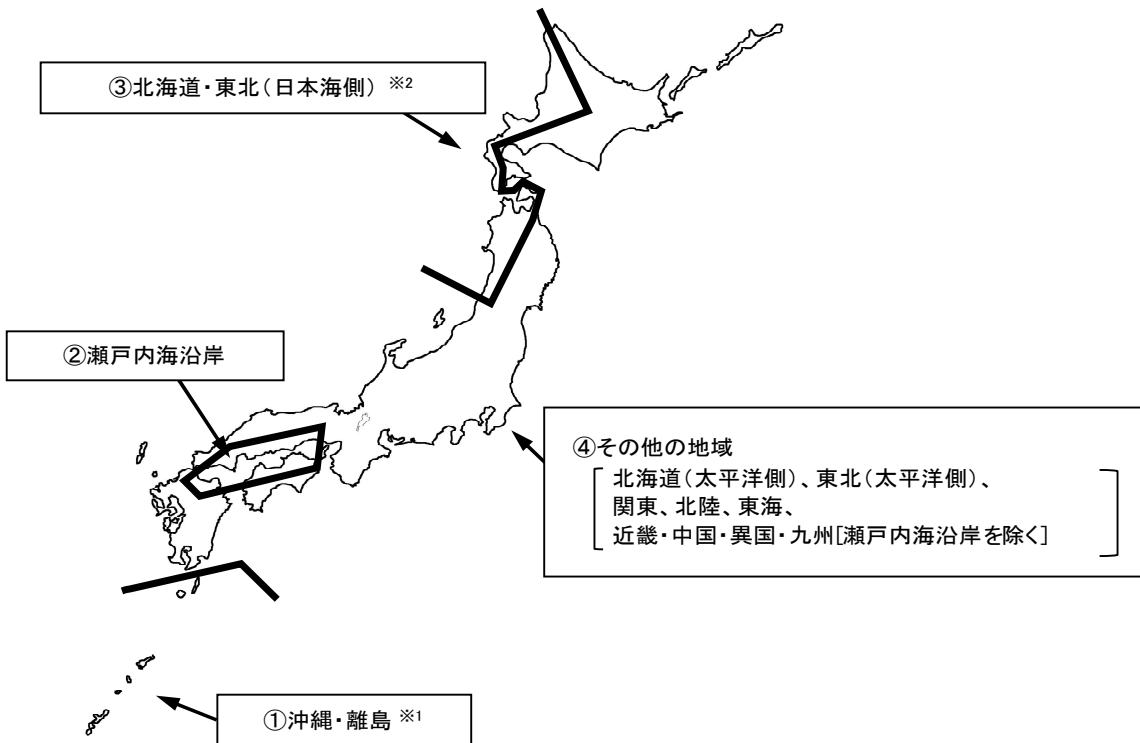 ③北海道・東北(日本海側) ※2
②瀬戸内海沿岸
④その他の地域
北海道(太平洋側)、東北(太平洋側)、
関東、北陸、東海、
近畿・中国・異国・九州[瀬戸内海沿岸を除く]
①沖縄・離島 ※1